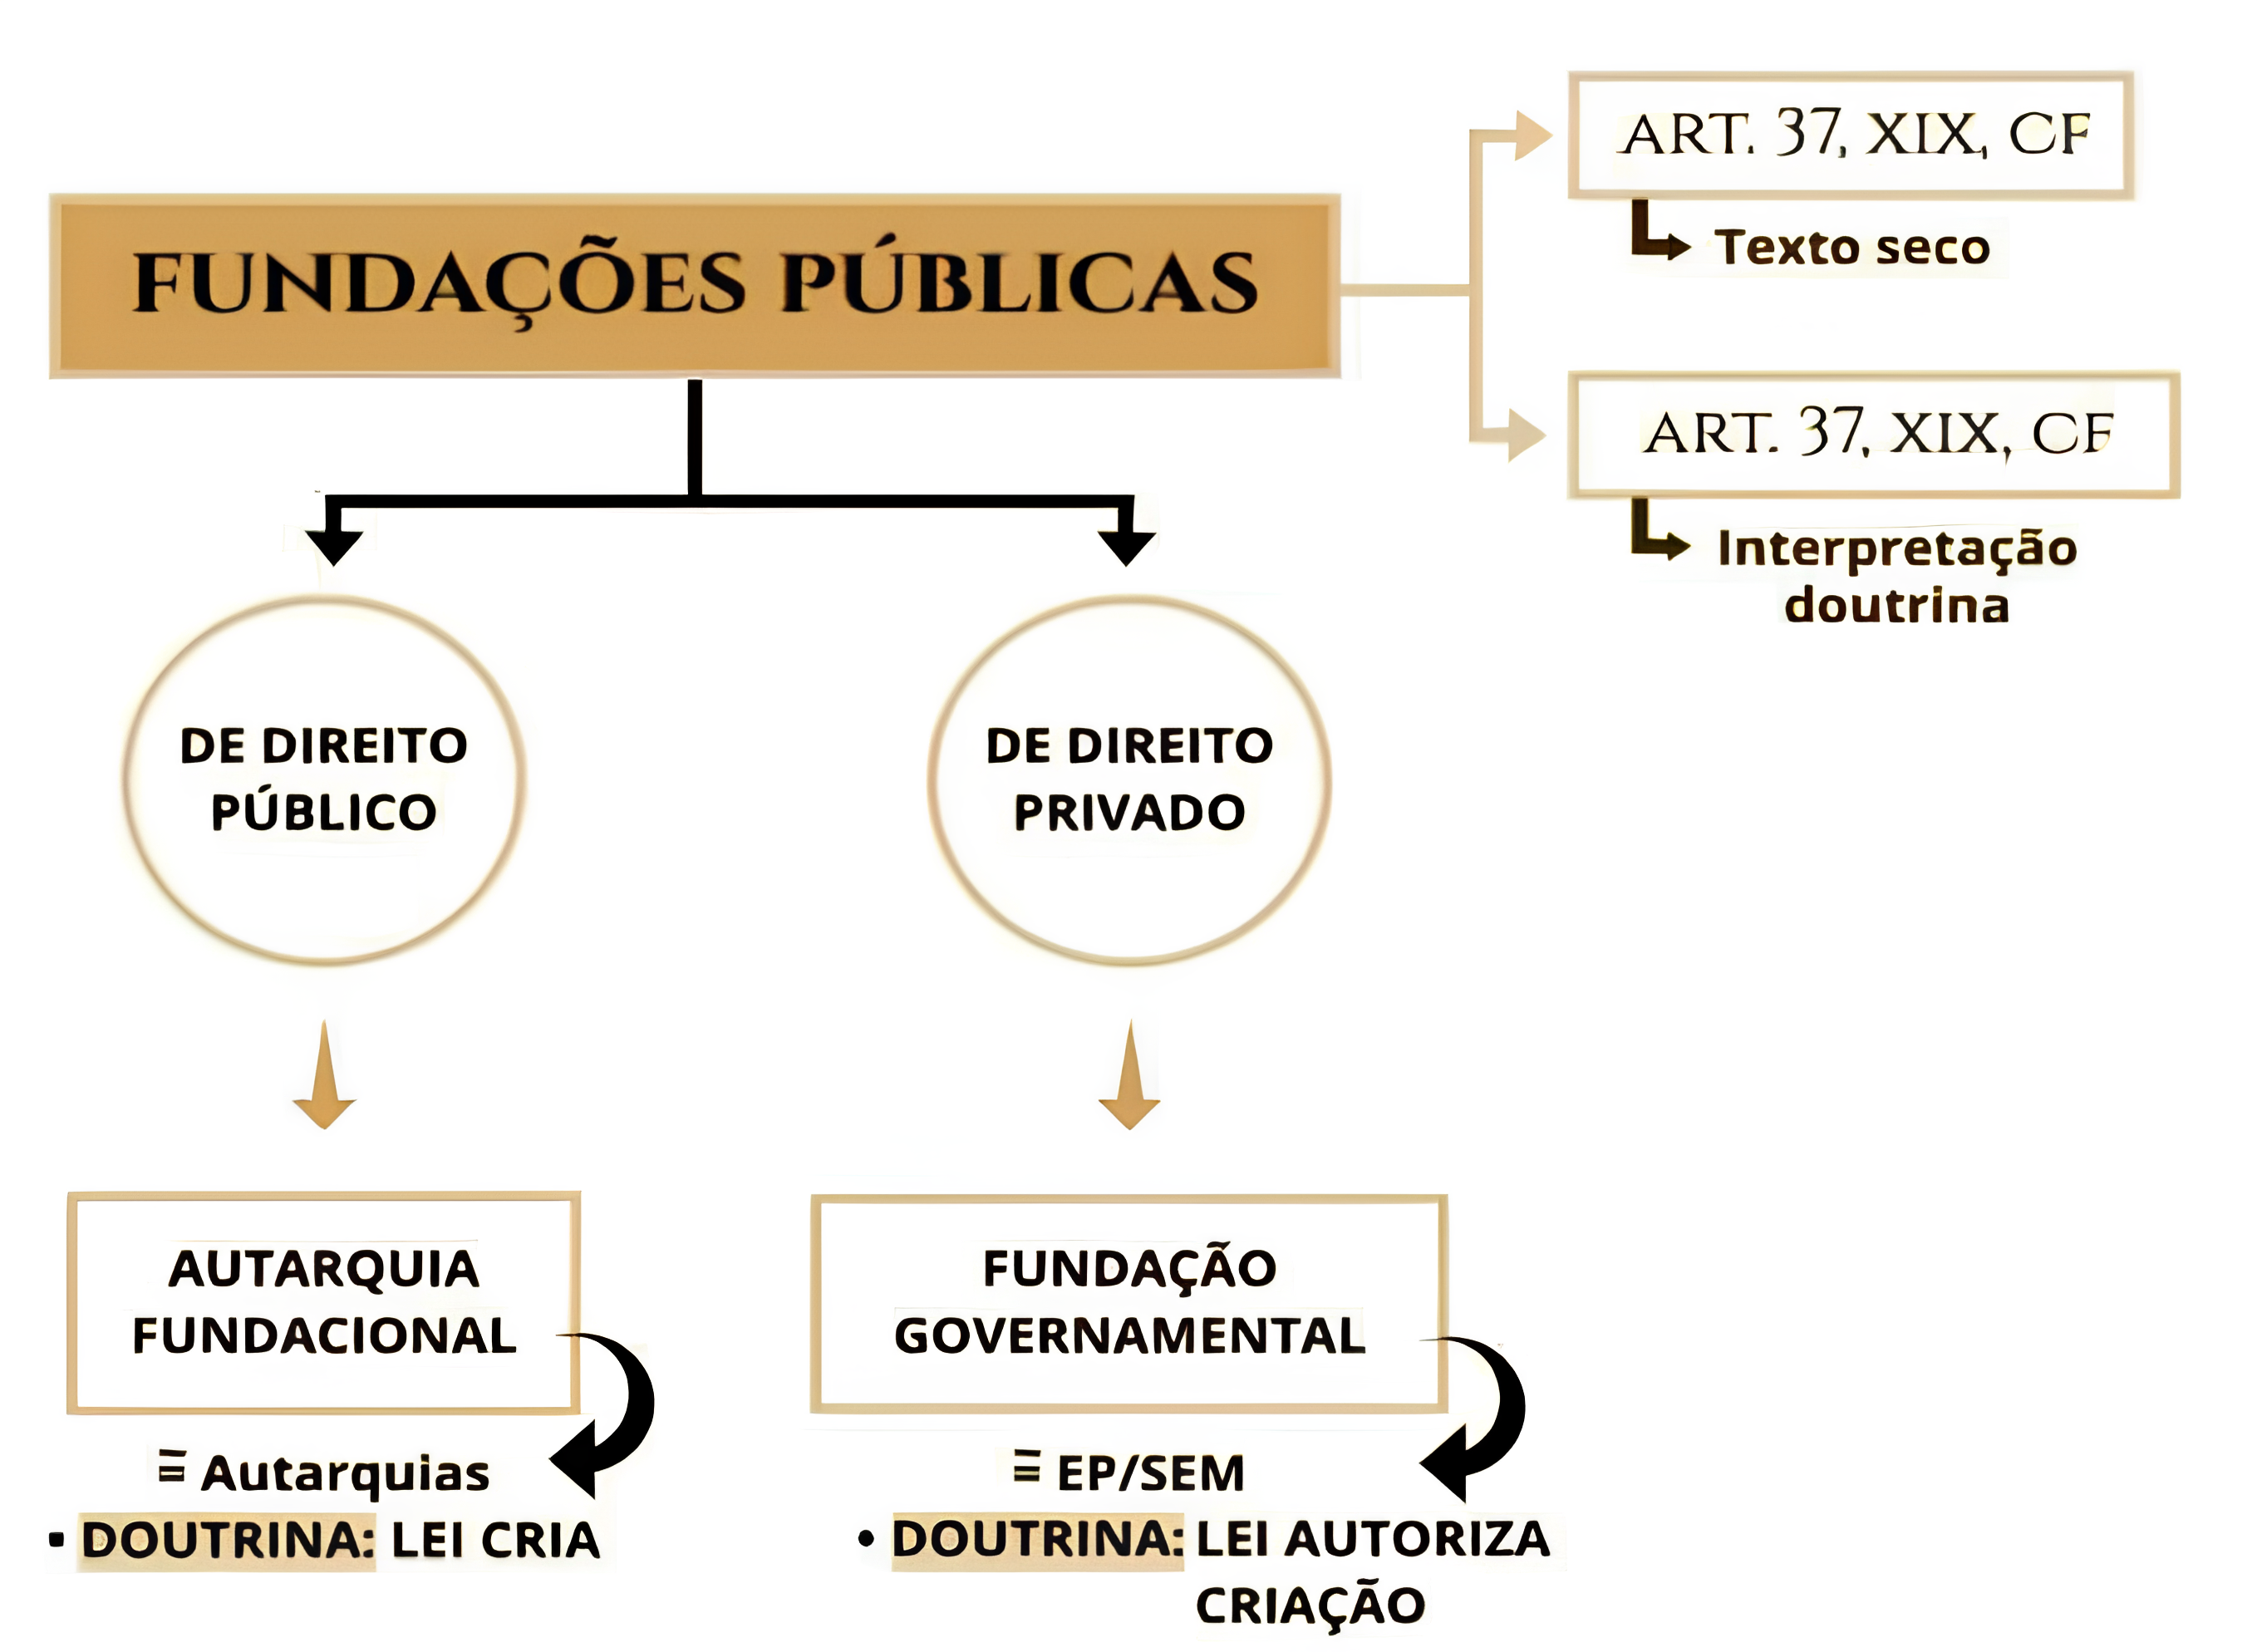 FUNDAÇÕES PÚBLICAS
ART. 37, XIX, CF
Texto seco
ART. 37, XIX, CF
Interpretação
doutrina
DE DIREITO
PÚBLICO
DE DIREITO
PRIVADO
AUTARQUIA
FUNDACIONAL
= Autarquias
• DOUTRINA: LEI CRIA
FUNDAÇÃO
GOVERNAMENTAL
= EP/SEM
• DOUTRINA: LEI AUTORIZA
CRIAÇÃO